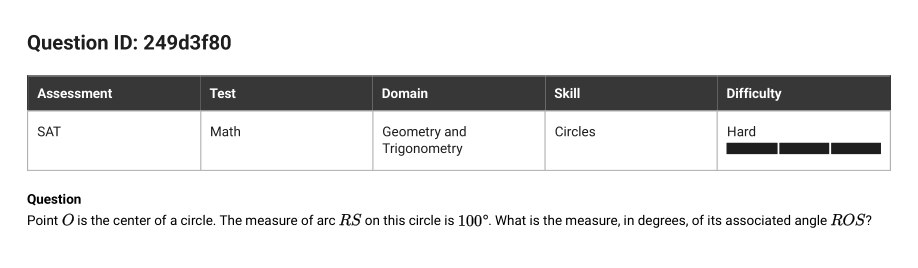 Question ID: 249d3f80
Assessment Test Domain Skill Difficulty
SAT Math Geometry and Circles Hard
Trigonometry
Question
Point O is the center of a circle. The measure of arc RS on this circle is 100°. What is the measure, in degrees, of its associated angle ROS?